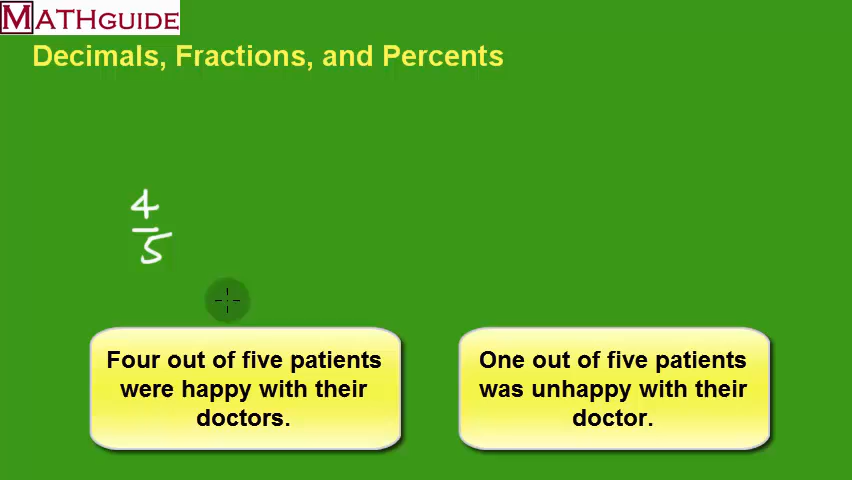 MATHGUIDE
Decimals, Fractions, and Percents
4
5
Four out of five patients
were happy with their
doctors.
One out of five patients
was unhappy with their
doctor.